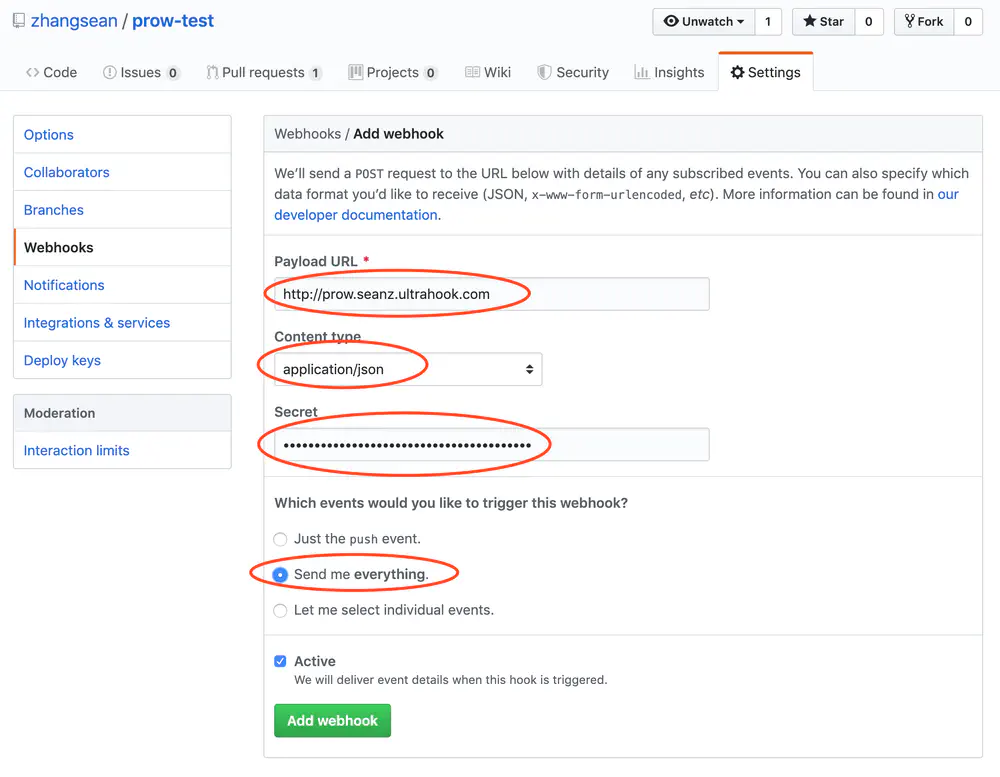 zhangsean / prow-test
Unwatch 1 Star 0 Fork 0
Code Issues 0 Pull requests 1 Projects 0 Wiki Security Insights Settings
Options
Collaborators
Branches
Webhooks
Notifications
Integrations & services
Deploy keys
Moderation
Interaction limits
Webhooks / Add webhook
We’ll send a POST request to the URL below with details of any subscribed events. You can also specify which
data format you’d like to receive (JSON, x-www-form-urlencoded, etc). More information can be found in our
developer documentation.
Payload URL *
http://prow.seanz.ultrahook.com
Content type
application/json
Secret
••••••••••••••••••••••••••••••••••••••••
Which events would you like to trigger this webhook?
Just the push event.
Send me everything.
Let me select individual events.
Active
We will deliver event details when this hook is triggered.
Add webhook